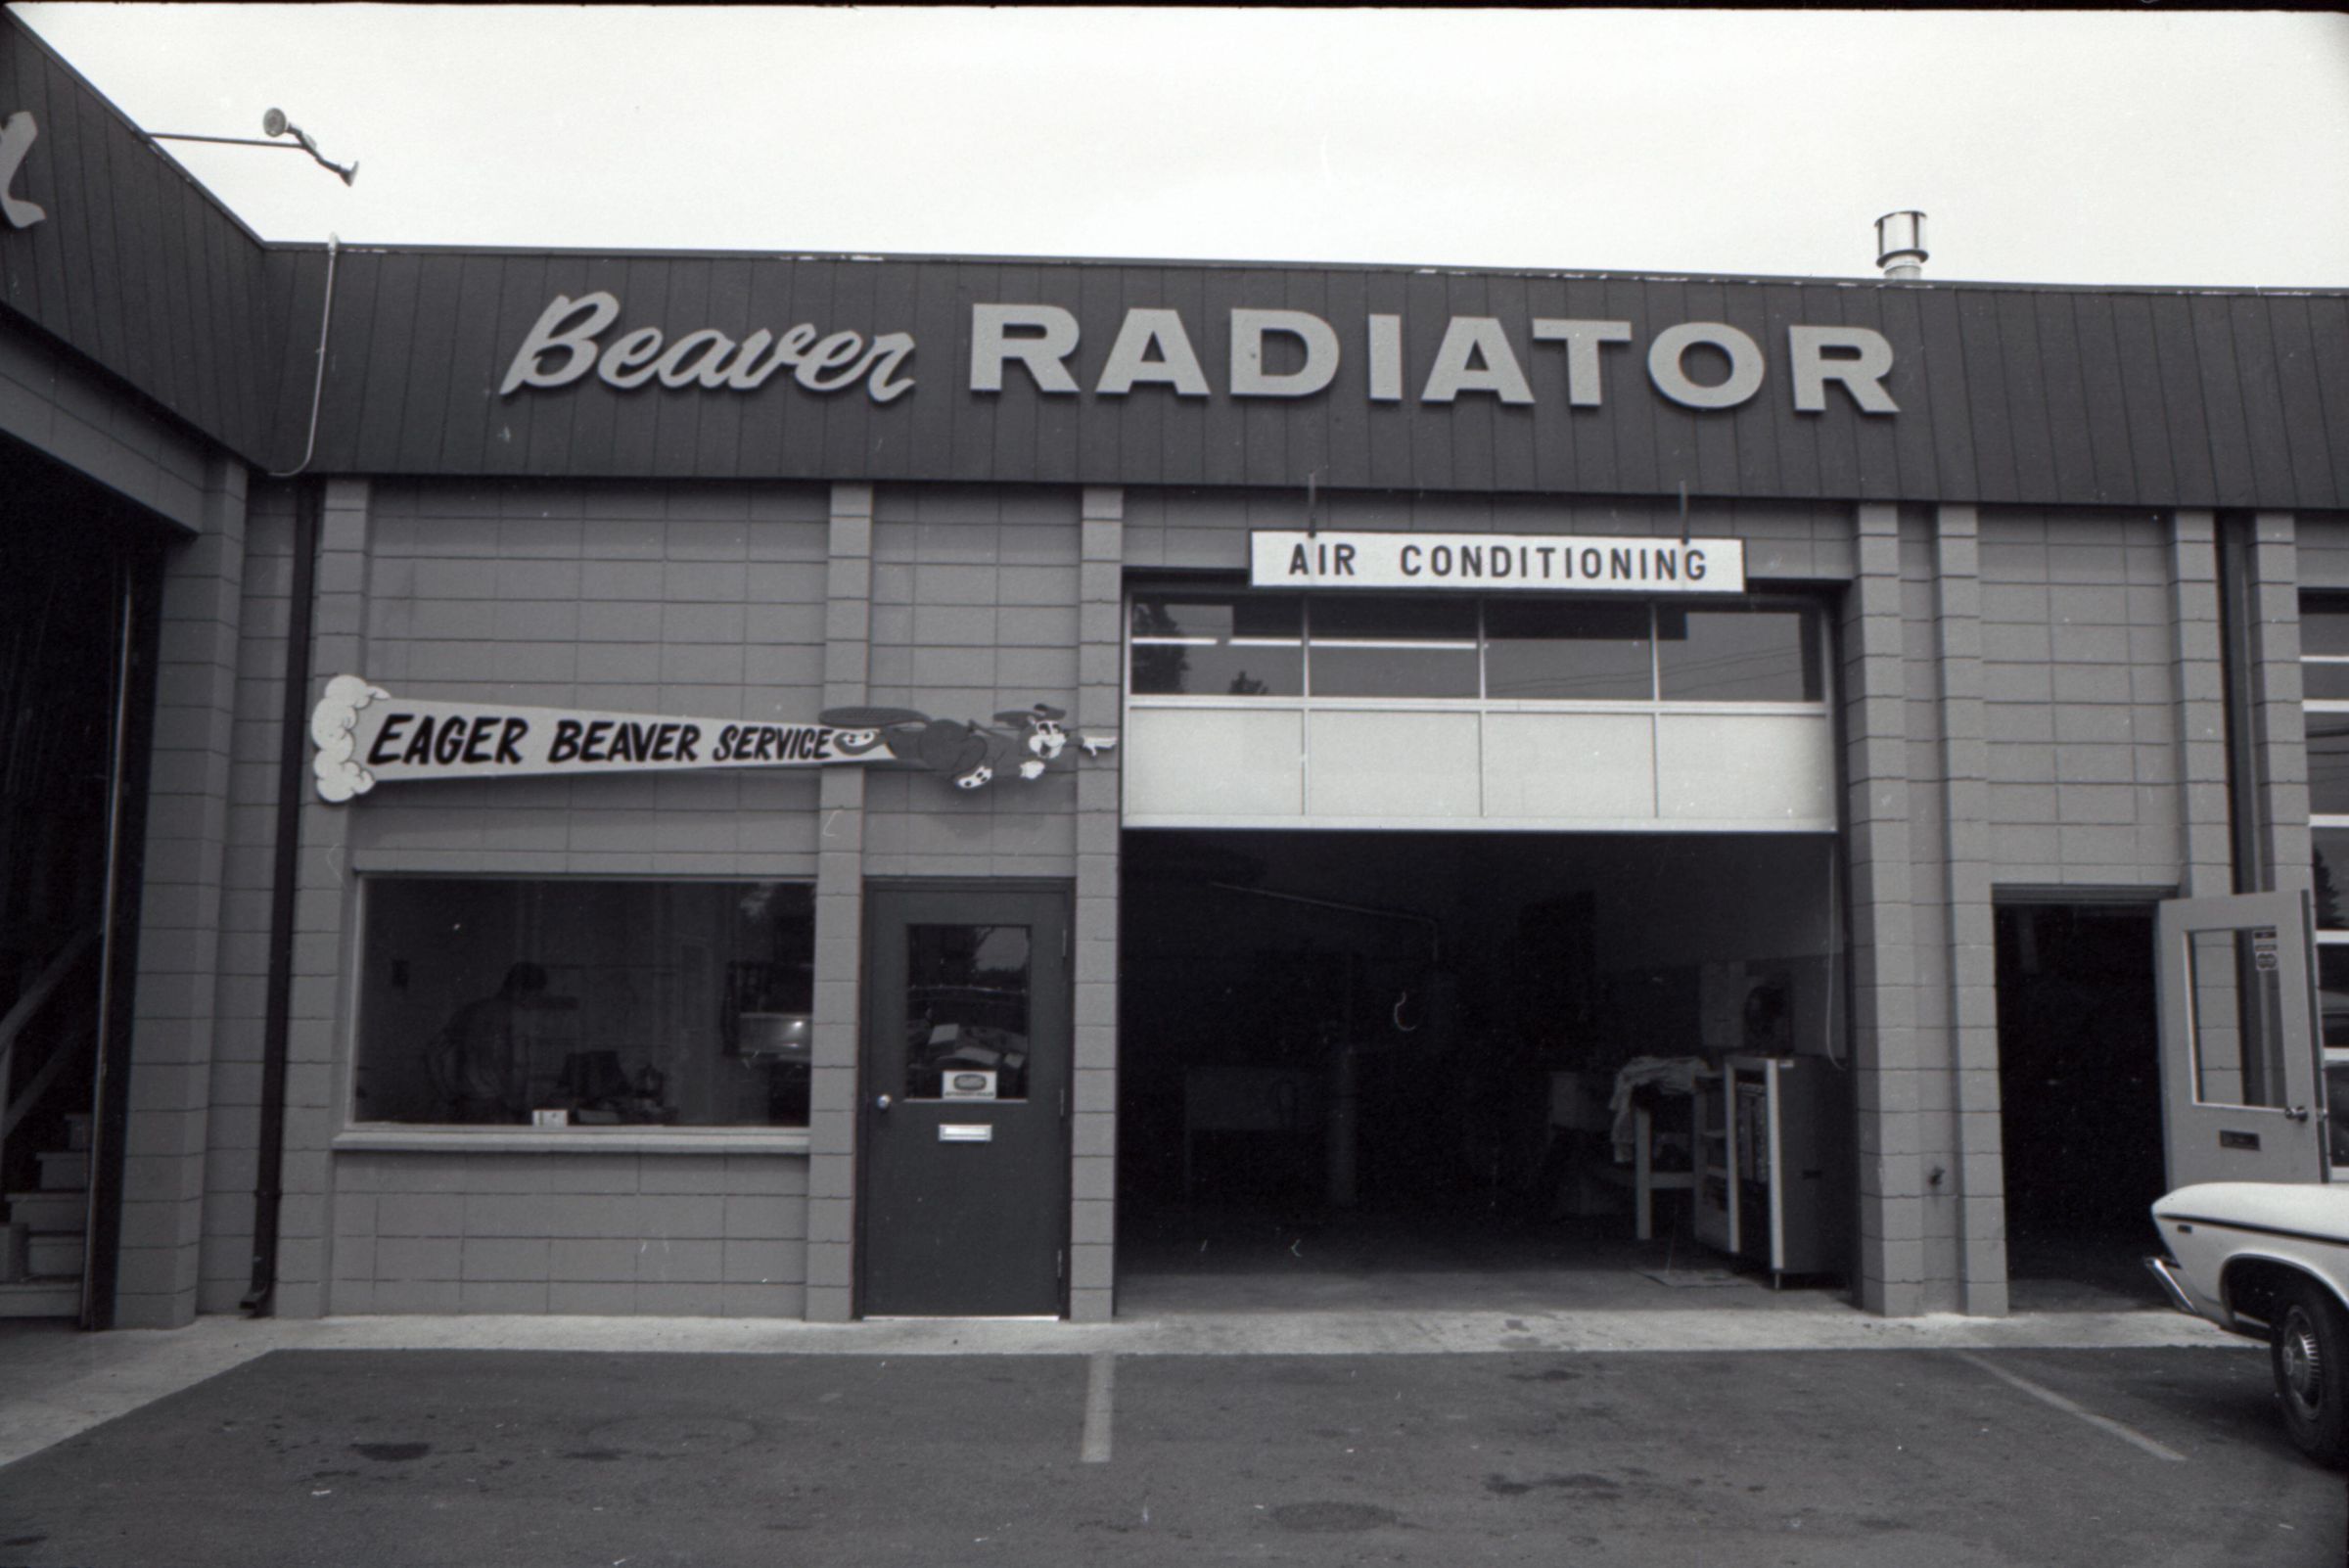 Beaver RADIATOR
AIR CONDITIONING
EAGER BEAVER SERVICE